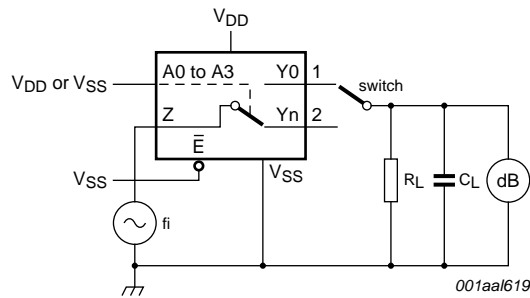 VDD
VDD or VSS
A0 to A3
Y0
1
switch
Z
Yn
2
E
VSS
VSS
fi
RL
CL
dB
001aal619